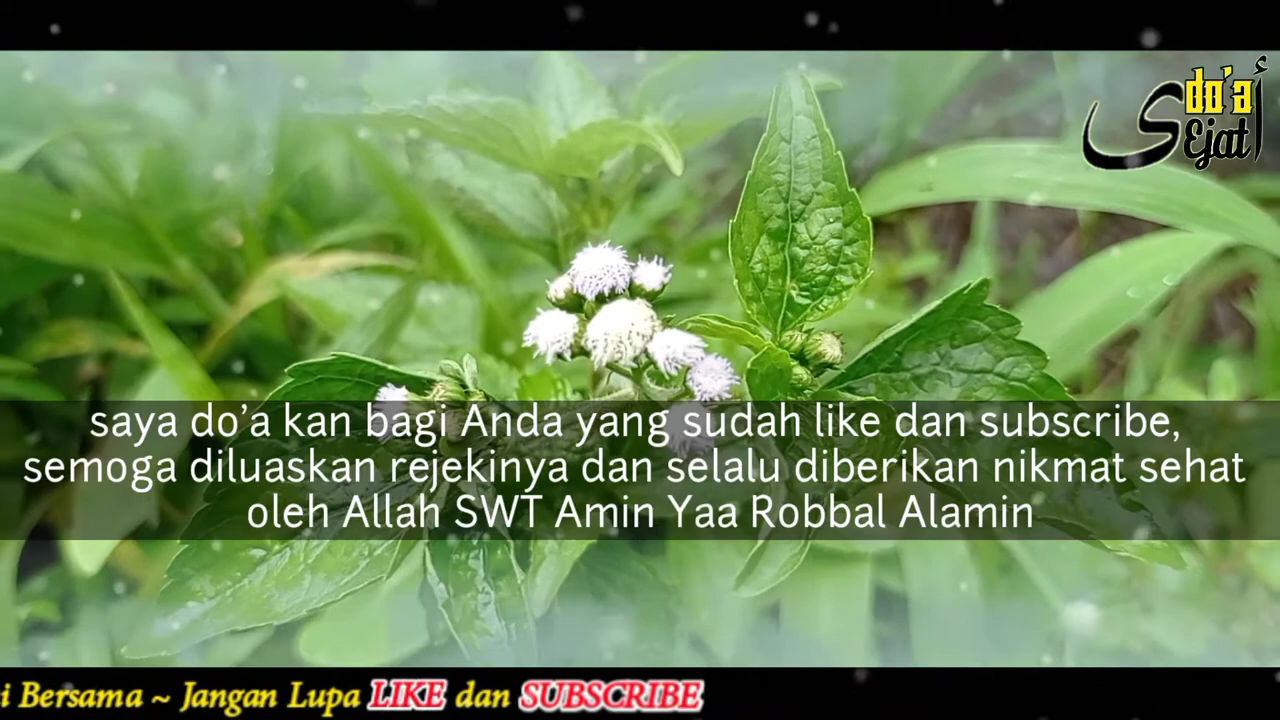 أ
do'a
ى
Ejat
saya do'a kan bagi Anda yang sudah like dan subscribe,
semoga diluaskan rejekinya dan selalu diberikan nikmat sehat
oleh Allah SWT Amin Yaa Robbal Alamin
i Bersama ~ Jangan Lupa LIKE dan SUBSCRIBE